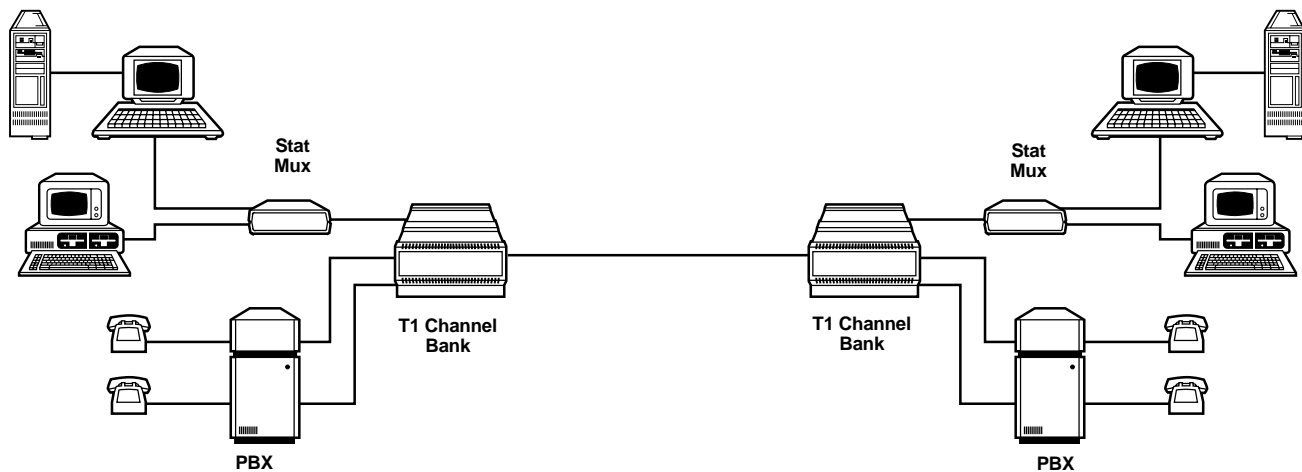 Stat
Mux
Stat
Mux
T1 Channel
Bank
T1 Channel
Bank
PBX
PBX